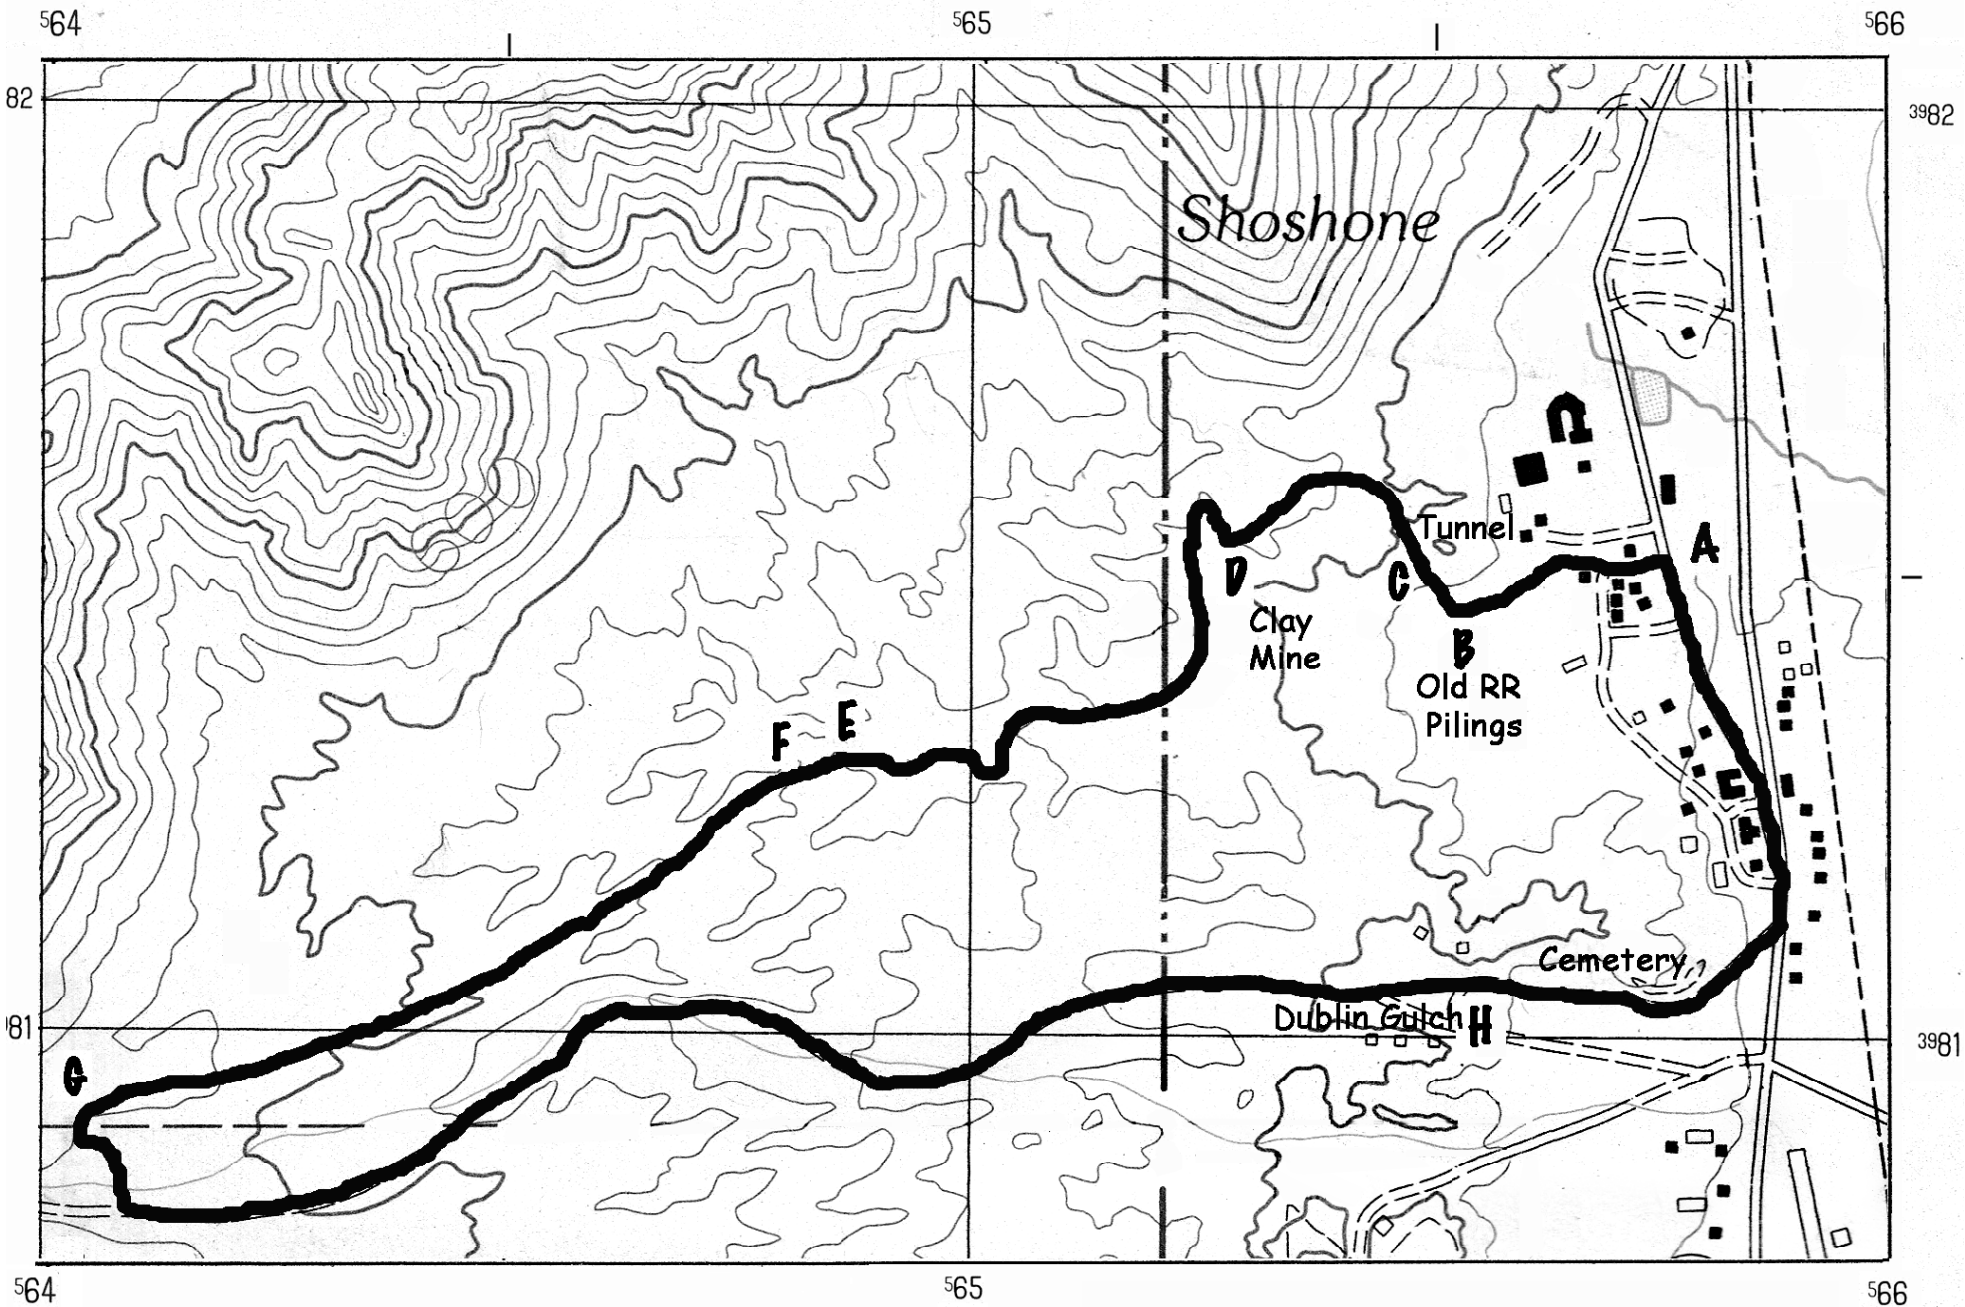 564
565
566
82
3982
Shoshone
A
Tunnel
C
D
Clay
Mine
B
Old RR
Pilings
E
F
Cemetery
Dublin Gulch
H
81
3981
G
564
565
566